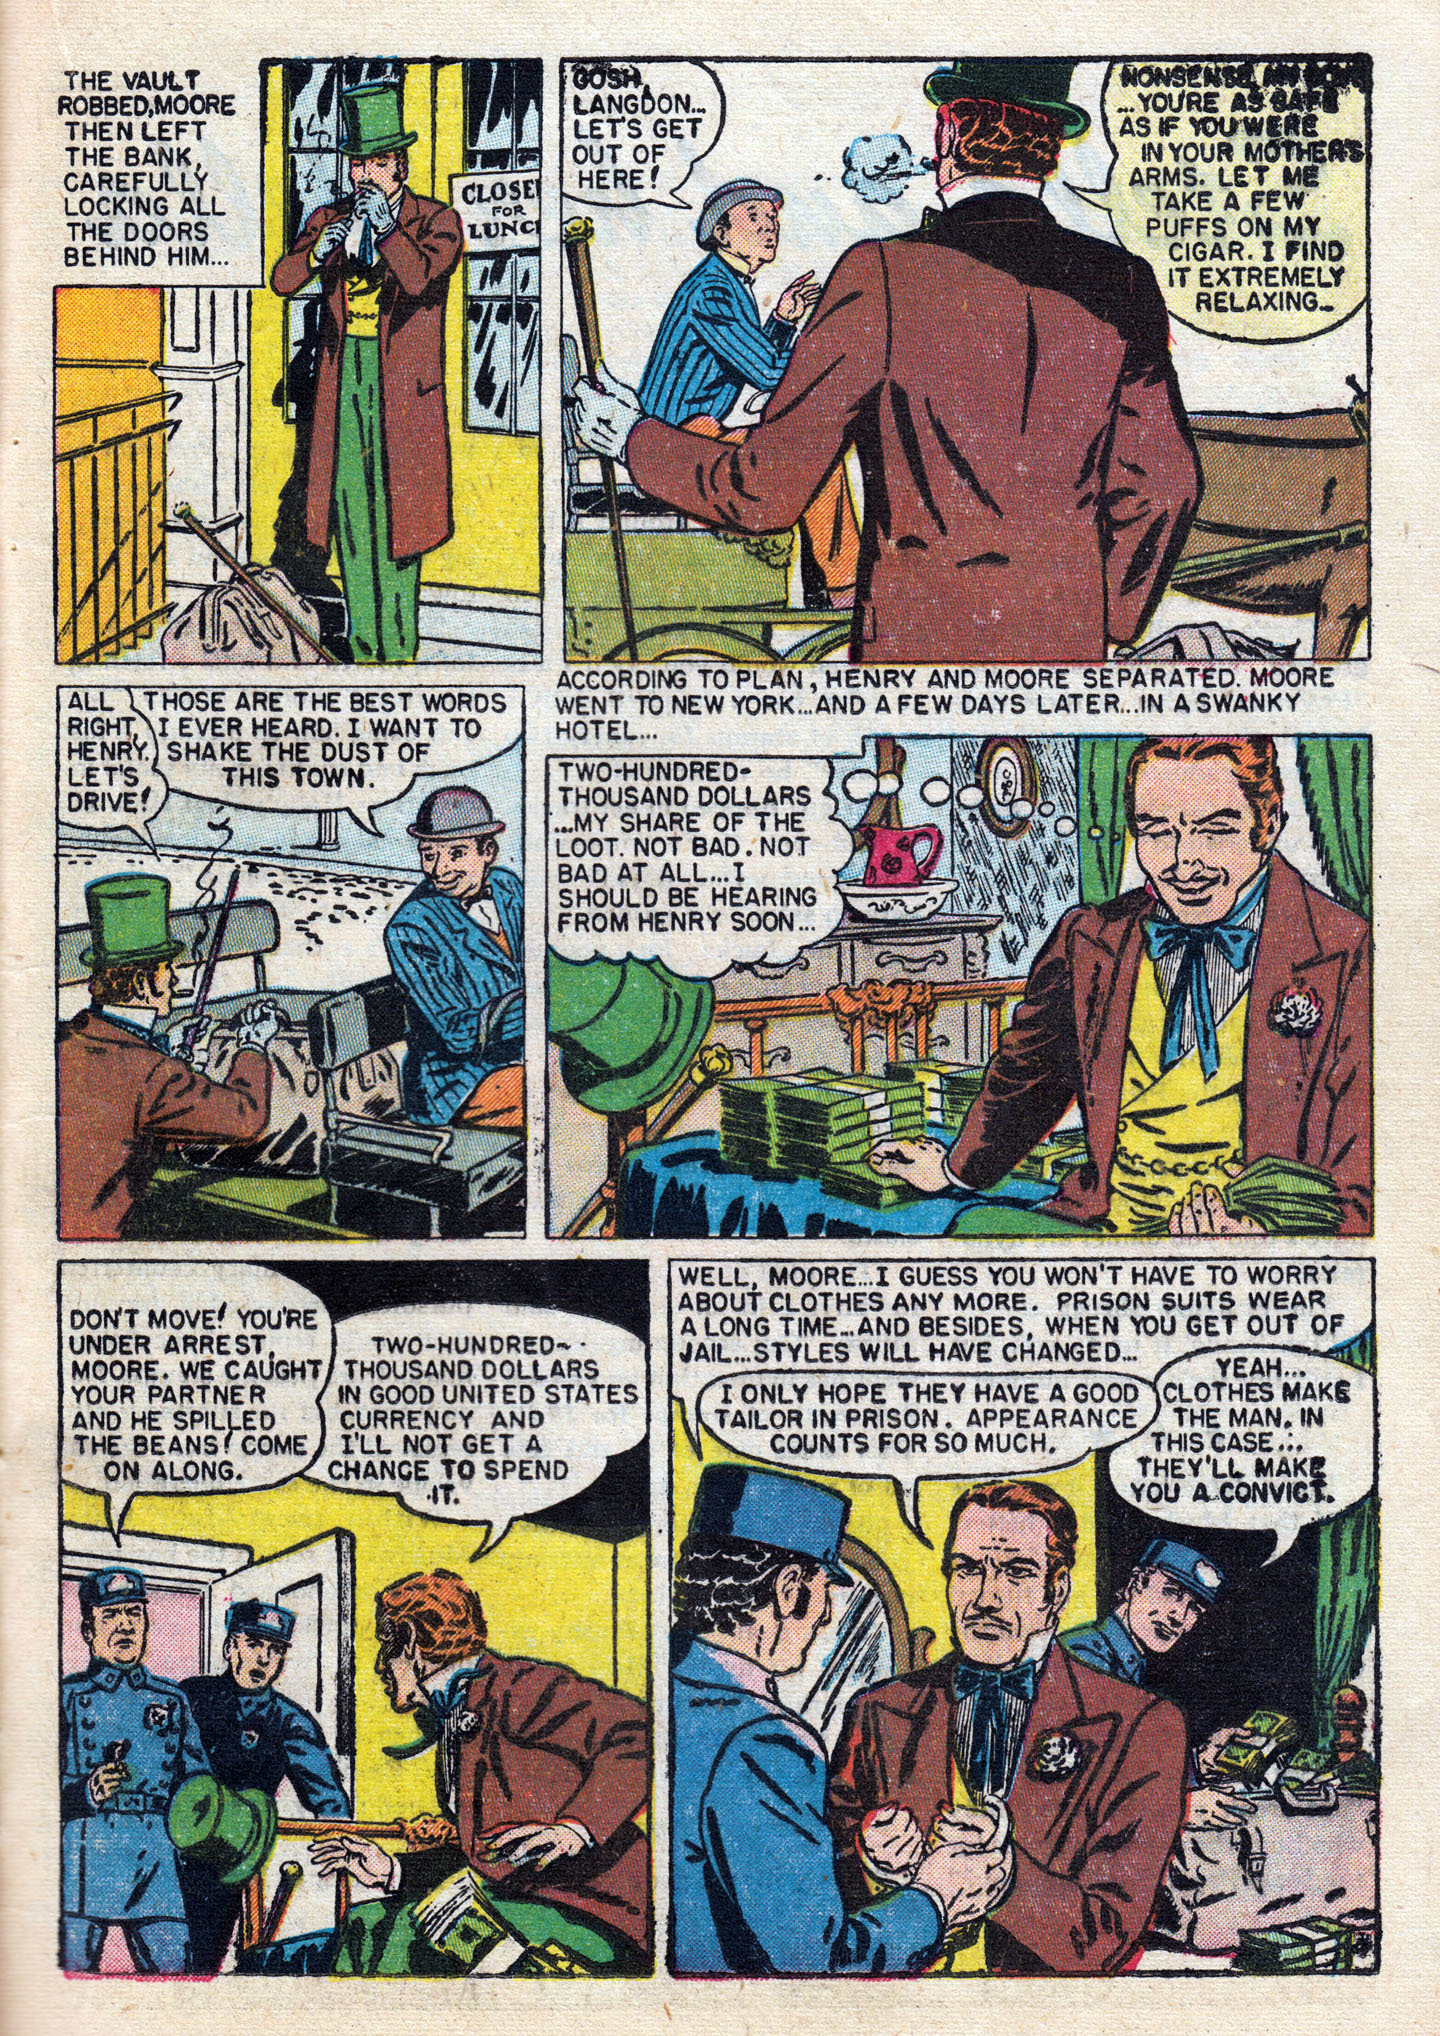 THE VAULT
ROBBED, MOORE
THEN LEFT
THE BANK,
CAREFULLY
LOCKING ALL
THE DOORS
BEHIND HIM...
CLOSED
FOR
LUNCH
GOSH,
LANGDON...
LET'S GET
OUT OF
HERE!
NONSENSE, MY BOY
...YOURE AS SAFE
AS IF YOU WERE
IN YOUR MOTHER'S
ARMS. LET ME
TAKE A FEW
PUFFS ON MY
CIGAR. I FIND
IT EXTREMELY
RELAXING...
ALL
RIGHT,
HENRY.
LET'S
DRIVE!
THOSE ARE THE BEST WORDS
I EVER HEARD. I WANT TO
SHAKE THE DUST OF
THIS TOWN.
ACCORDING TO PLAN, HENRY AND MOORE SEPARATED. MOORE
WENT TO NEW YORK...AND A FEW DAYS LATER...IN A SWANKY
HOTEL...
TWO-HUNDRED-
THOUSAND DOLLARS
...MY SHARE OF THE
LOOT. NOT BAD. NOT
BAD AT ALL...I
SHOULD BE HEARING
FROM HENRY SOON...
DON'T MOVE! YOU'RE
UNDER ARREST,
MOORE. WE CAUGHT
YOUR PARTNER
AND HE SPILLED
THE BEANS! COME
ON ALONG.
TWO-HUNDRED-
THOUSAND DOLLARS
IN GOOD UNITED STATES
CURRENCY AND
I'LL NOT GET A
CHANCE TO SPEND
IT.
WELL, MOORE...I GUESS YOU WON'T HAVE TO WORRY
ABOUT CLOTHES ANY MORE. PRISON SUITS WEAR
A LONG TIME...AND BESIDES, WHEN YOU GET OUT OF
JAIL...STYLES WILL HAVE CHANGED...
I ONLY HOPE THEY HAVE A GOOD
TAILOR IN PRISON. APPEARANCE
COUNTS FOR SO MUCH.
YEAH...
CLOTHES MAKE
THE MAN. IN
THIS CASE...
THEY'LL MAKE
YOU A CONVICT.